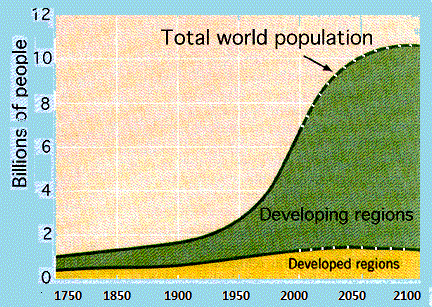 12
Total world population
10
8
6
4
2
0
Billions of people
Developing regions
Developed regions
1750 1850 1900 1950 2000 2050 2100